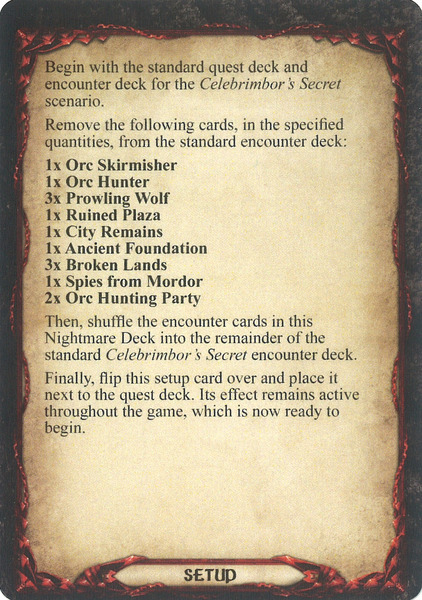 Begin with the standard quest deck and
encounter deck for the Celebrimbor's Secret
scenario.
Remove the following cards, in the specified
quantities, from the standard encounter deck:
1x Orc Skirmisher
1x Orc Hunter
3x Prowling Wolf
1x Ruined Plaza
1x City Remains
1x Ancient Foundation
3x Broken Lands
1x Spies from Mordor
2x Orc Hunting Party
Then, shuffle the encounter cards in this
Nightmare Deck into the remainder of the
standard Celebrimbor's Secret encounter deck.
Finally, flip this setup card over and place it
next to the quest deck. Its effect remains active
throughout the game, which is now ready to
begin.
SETUP